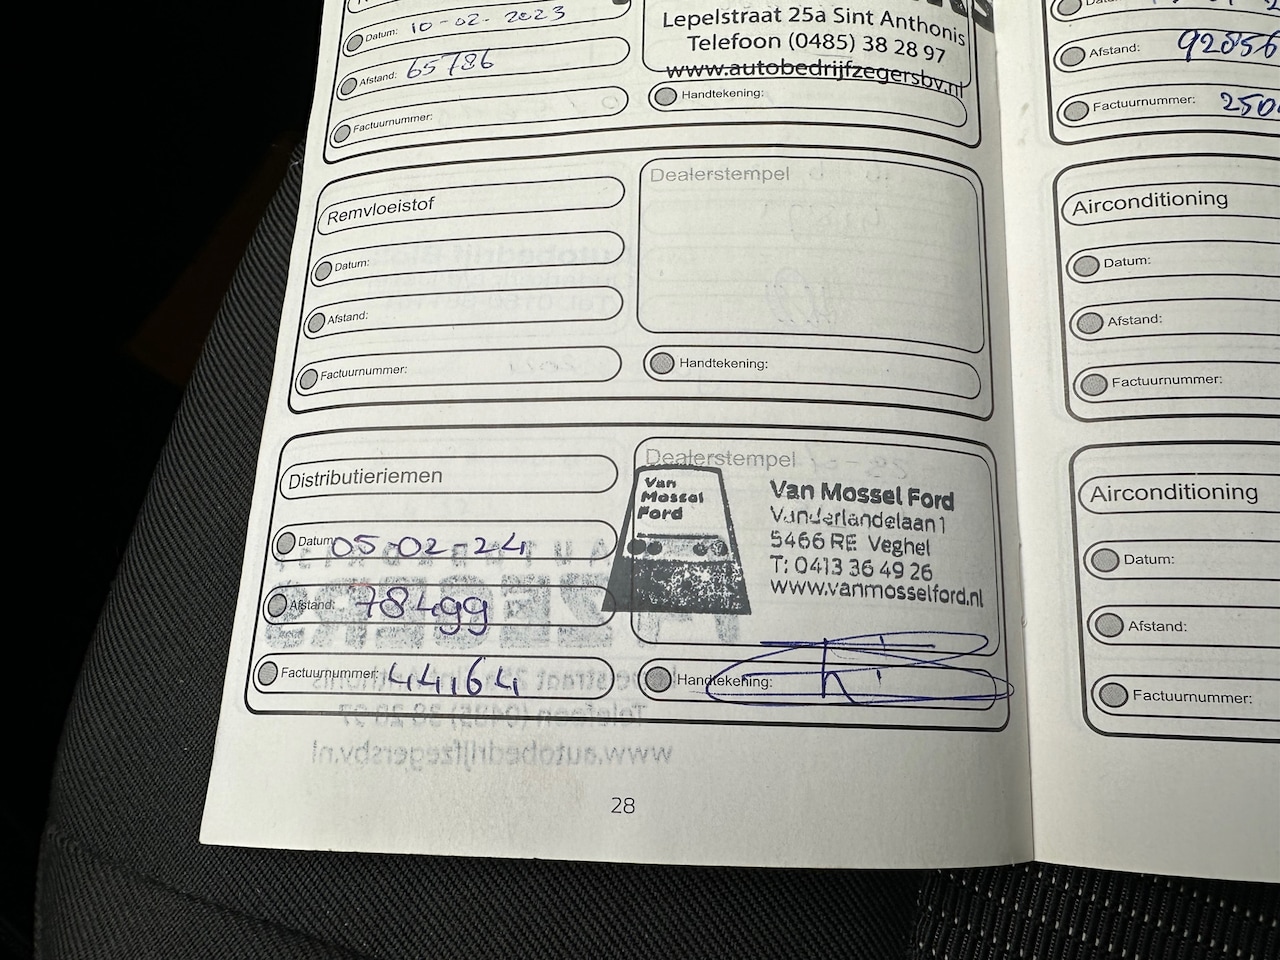 Datum: 10-02-2023
Afstand: 65786
Factuurnummer:
Lepelstraat 25a Sint Anthonis
Telefoon (0485) 38 28 97
www.autobedrijfzegersbv.nl
Handtekening:
Remvloeistof
Datum:
Afstand:
Factuurnummer:
Dealerstempel
Handtekening:
Distributieriemen
Datum: 05-02-24
Afstand: 78499
Factuurnummer: 44164
Dealerstempel
Van
Mossel
Ford
Van Mossel Ford
Vanderlandelaan 1
5466 RE Veghel
T: 0413 36 49 26
www.vanmosselford.nl
Handtekening:
28
Afstand:
Factuurnummer:
Airconditioning
Datum:
Afstand:
Factuurnummer:
Airconditioning
Datum:
Afstand:
Factuurnummer: